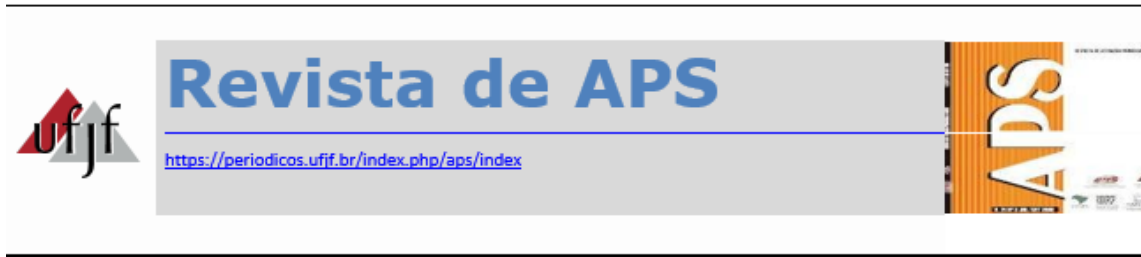 ufjf
Revista de APS
https://periodicos.ufjf.br/index.php/aps/index
APS